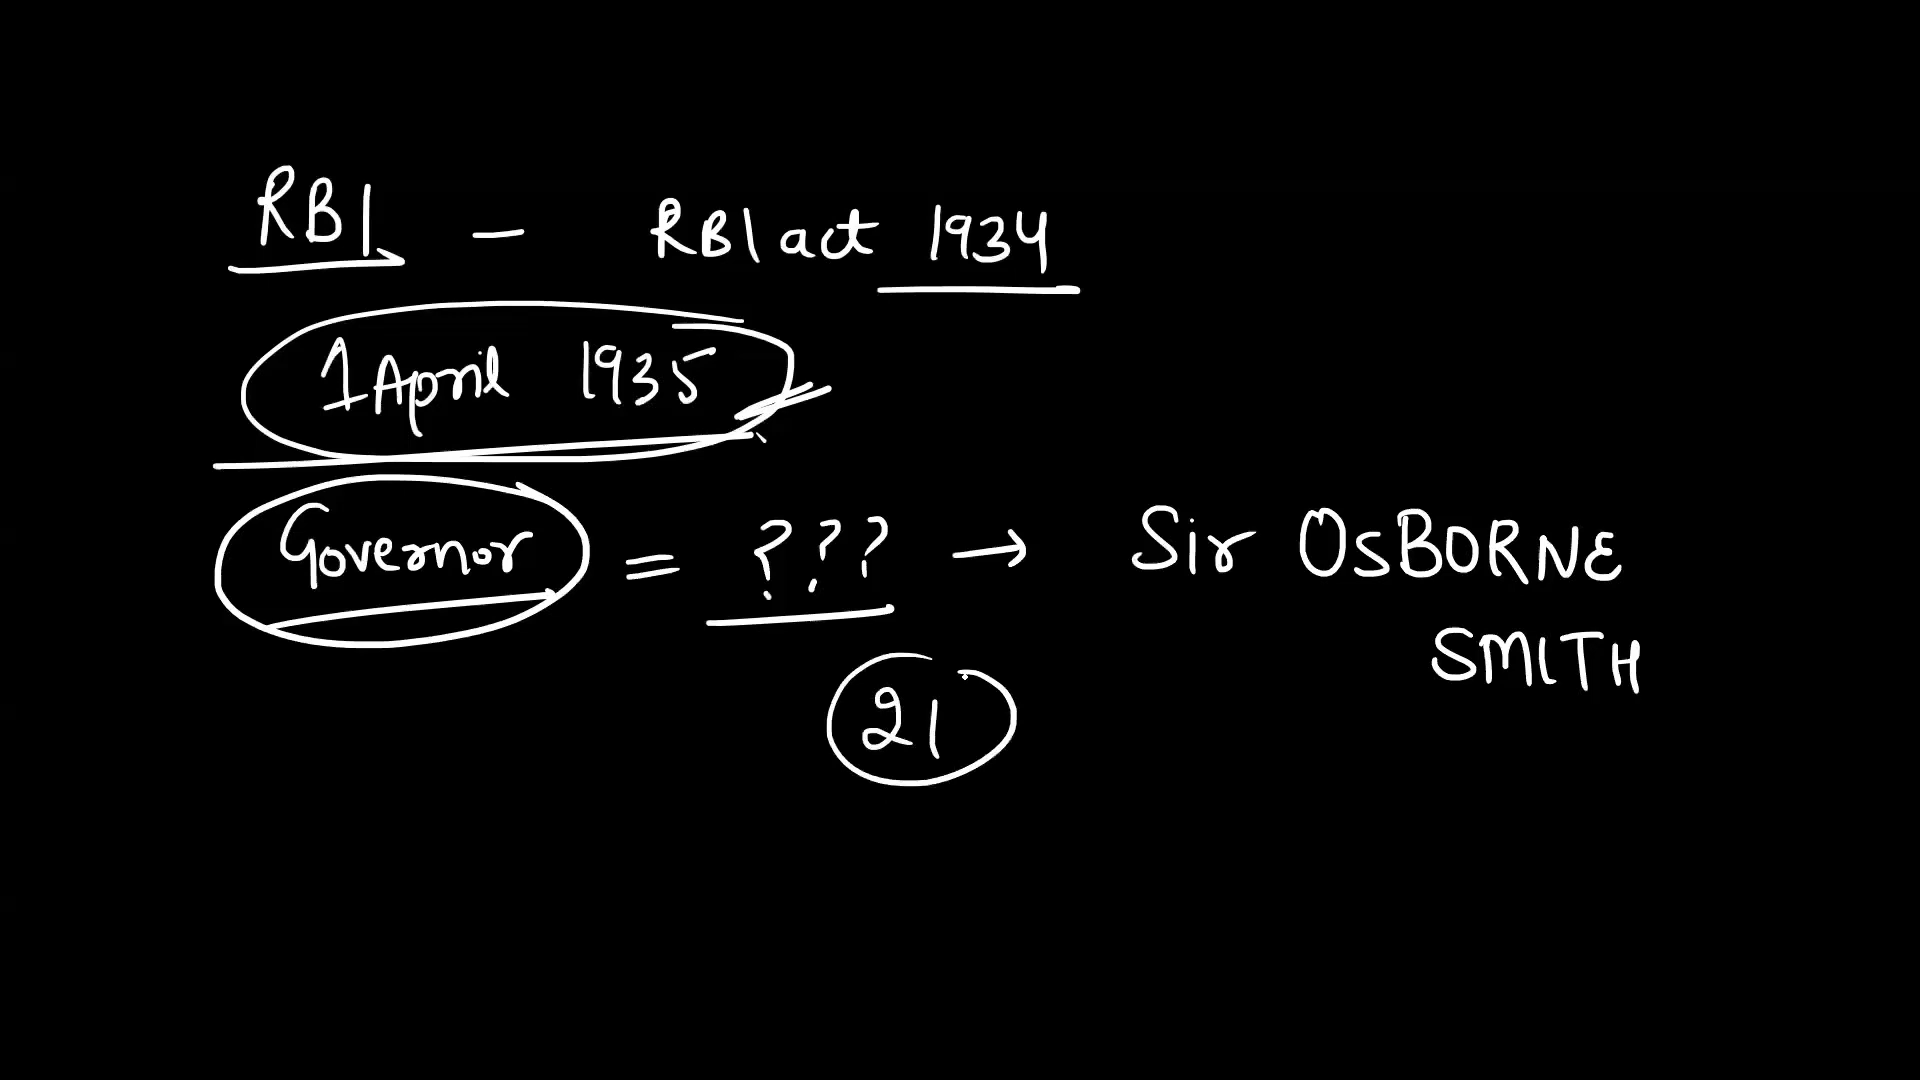 RBI - RBI act 1934
1 April 1935
Governor = ??? → Sir OSBORNE
SMITH
21